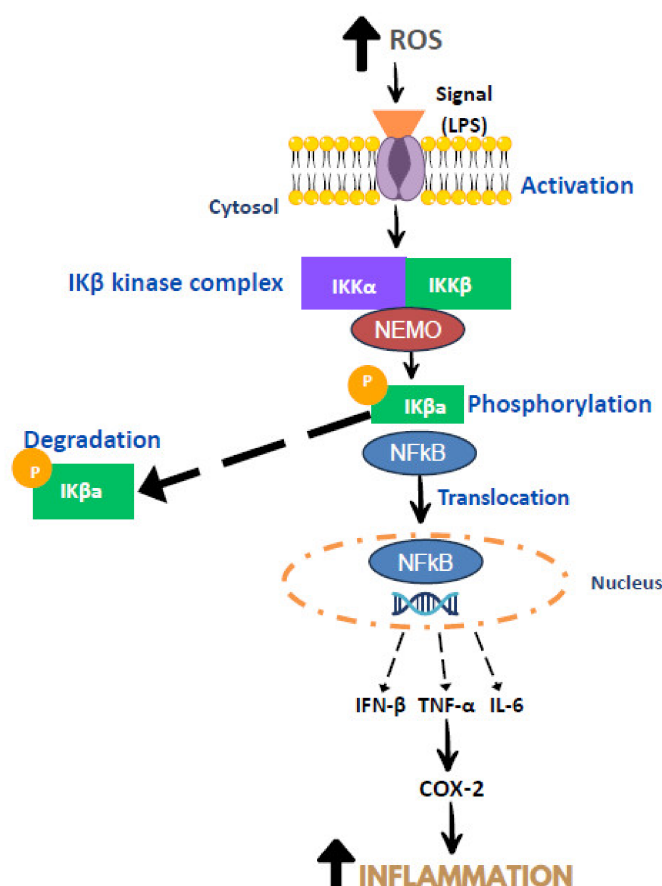 ROS
Signal
(LPS)
Activation
Cytosol
IKβ kinase complex
IKKα
IKKβ
NEMO
P
IKβa
Phosphorylation
Degradation
P
IKβa
NFkB
Translocation
NFkB
Nucleus
IFN-β TNF-α IL-6
COX-2
INFLAMMATION